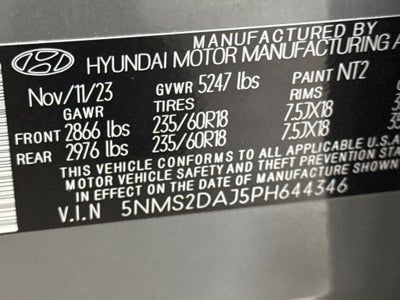 MANUFACTURED BY
HYUNDAI MOTOR MANUFACTURING A
Nov/11/23 GVWR 5247 lbs PAINT NT2
GAWR TIRES RIMS
FRONT 2866 lbs 235/60R18 7.5JX18
REAR 2976 lbs 235/60R18 7.5JX18
THIS VEHICLE CONFORMS TO ALL APPLICABLE U.S.A
MOTOR VEHICLE SAFETY AND THEFT PREVENTION STA
IN EFFECT ON THE DATE OF MANUFACTURE
V.I.N 5NMS2DAJ5PH644346